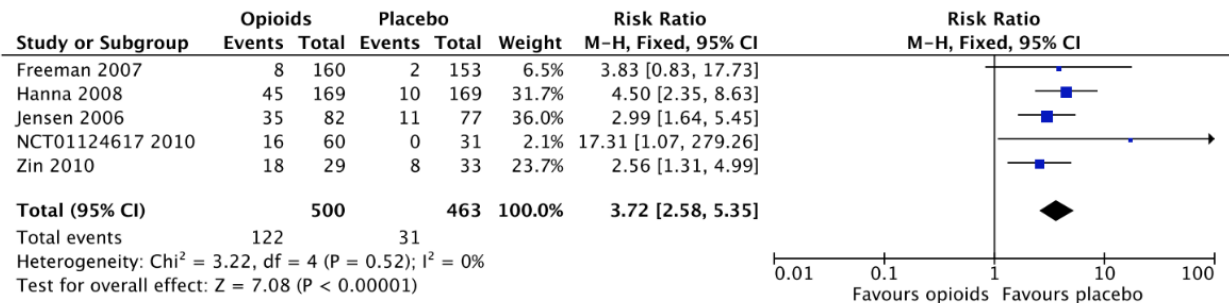 Opioids Placebo Risk Ratio Risk Ratio
Study or Subgroup Events Total Events Total Weight M-H, Fixed, 95% CI M-H, Fixed, 95% CI
Freeman 2007 8 160 2 153 6.5% 3.83 [0.83, 17.73]
Hanna 2008 45 169 10 169 31.7% 4.50 [2.35, 8.63]
Jensen 2006 35 82 11 77 36.0% 2.99 [1.64, 5.45]
NCT01124617 2010 16 60 0 31 2.1% 17.31 [1.07, 279.26]
Zin 2010 18 29 8 33 23.7% 2.56 [1.31, 4.99]
Total (95% CI) 500 463 100.0% 3.72 [2.58, 5.35]
Total events 122 31
Heterogeneity: Chi² = 3.22, df = 4 (P = 0.52); I² = 0%
Test for overall effect: Z = 7.08 (P < 0.00001)
0.01 0.1 1 10 100
Favours opioids Favours placebo